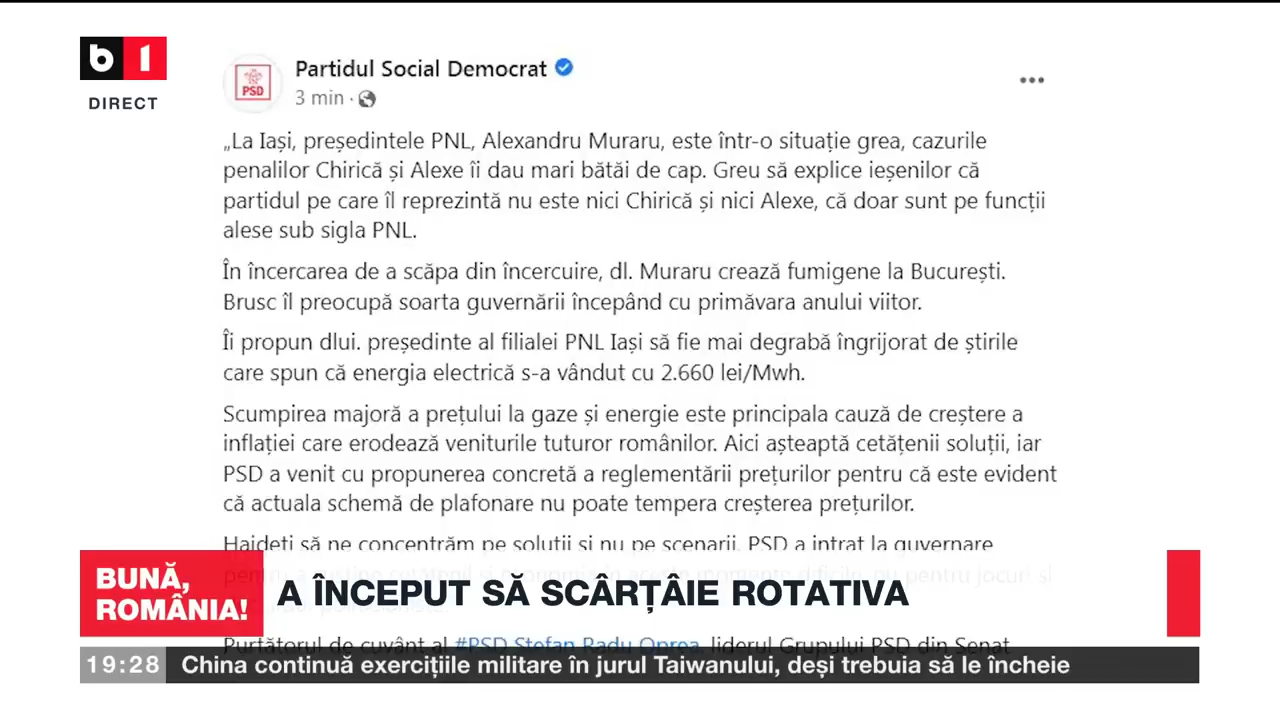 b 1
DIRECT
PSD
Partidul Social Democrat
3 min ·
„La Iași, președintele PNL, Alexandru Muraru, este într-o situație grea, cazurile
penalilor Chirică și Alexe îi dau mari bătăi de cap. Greu să explice ieșenilor că
partidul pe care îl reprezintă nu este nici Chirică și nici Alexe, că doar sunt pe funcții
alese sub sigla PNL.
În încercarea de a scăpa din încercuire, dl. Muraru crează fumigene la București.
Brusc îl preocupă soarta guvernării începând cu primăvara anului viitor.
Îi propun dlui. președinte al filialei PNL Iași să fie mai degrabă îngrijorat de știrile
care spun că energia electrică s-a vândut cu 2.660 lei/Mwh.
Scumpirea majoră a prețului la gaze și energie este principala cauză de creștere a
inflației care erodează veniturile tuturor românilor. Aici așteaptă cetățenii soluții, iar
PSD a venit cu propunerea concretă a reglementării prețurilor pentru că este evident
că actuala schemă de plafonare nu poate tempera creșterea prețurilor.
Haideți să ne concentrăm pe soluții și nu pe scenarii. PSD a intrat la guvernare
BUNĂ,
ROMÂNIA!
A ÎNCEPUT SĂ SCÂRȚÂIE ROTATIVA
Purtătorul de cuvânt al #PSD Ștefan Radu Oprea, liderul Grupului PSD din Senat
19:28 China continuă exercițiile militare în jurul Taiwanului, deși trebuia să le încheie